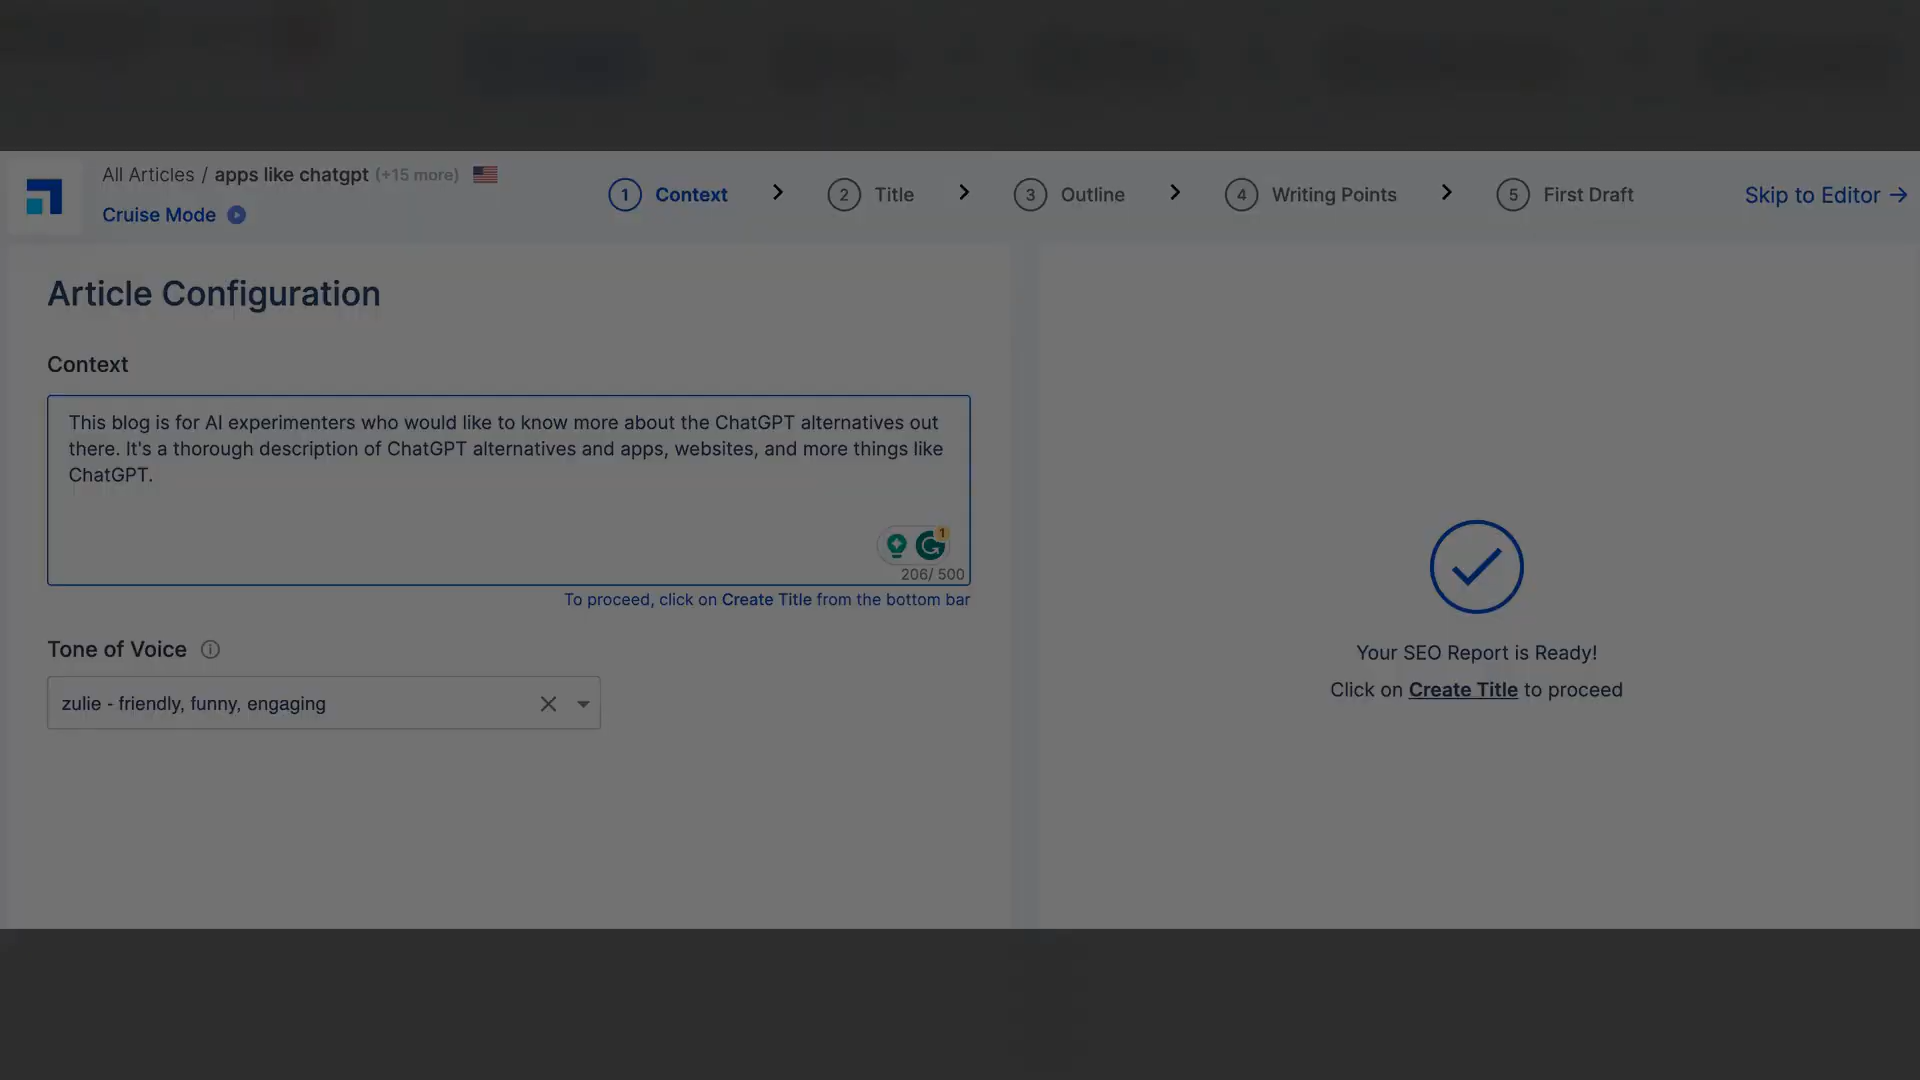 All Articles / apps like chatgpt (+15 more)
Cruise Mode
1 Context
2 Title
3 Outline
4 Writing Points
5 First Draft
Skip to Editor →
Article Configuration
Context
This blog is for AI experimenters who would like to know more about the ChatGPT alternatives out
there. It's a thorough description of ChatGPT alternatives and apps, websites, and more things like
ChatGPT.
1
206/ 500
To proceed, click on Create Title from the bottom bar
Tone of Voice
zulie - friendly, funny, engaging
Your SEO Report is Ready!
Click on Create Title to proceed